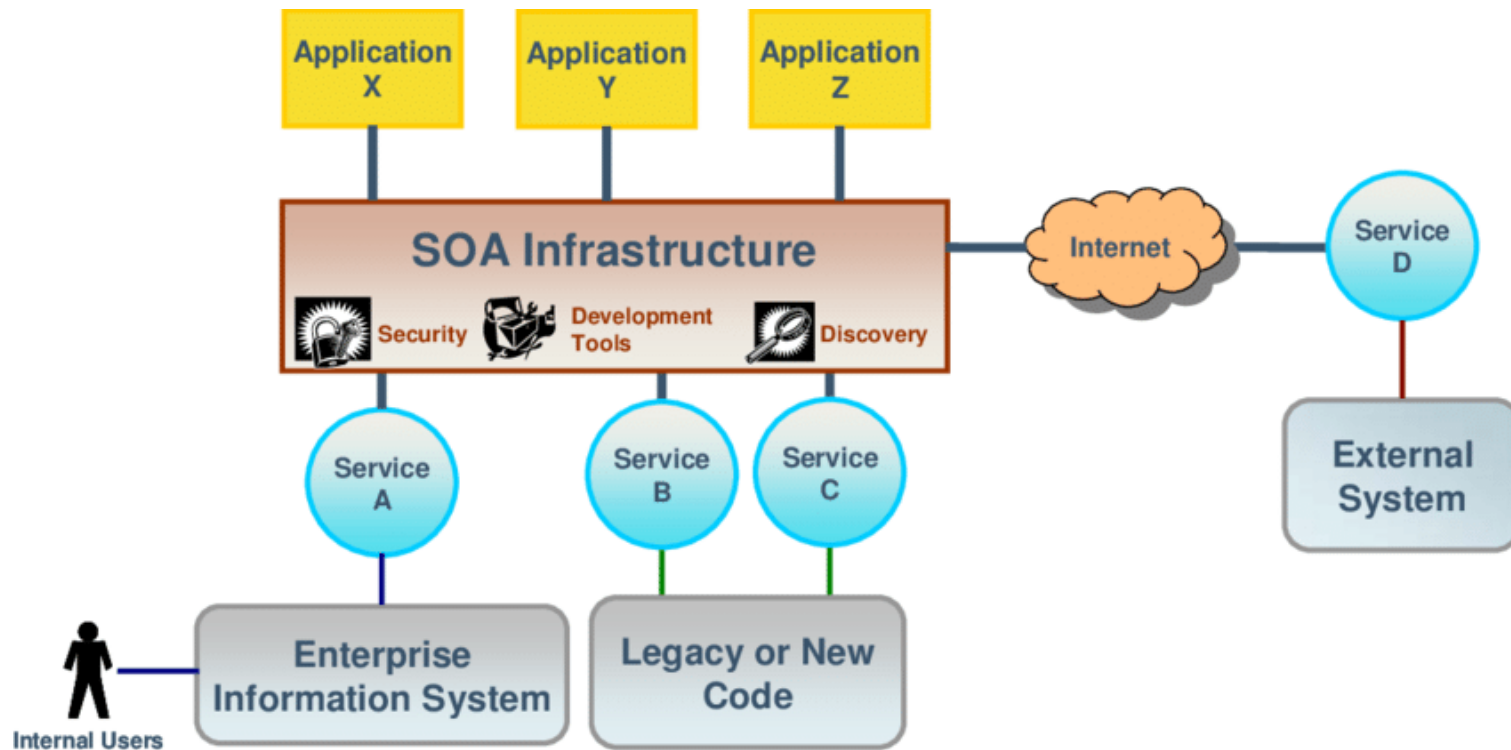 Application
X
Application
Y
Application
Z
SOA Infrastructure
Security
Development
Tools
Discovery
Internet
Service
D
Service
A
Service
B
Service
C
External
System
Enterprise
Information System
Legacy or New
Code
Internal Users